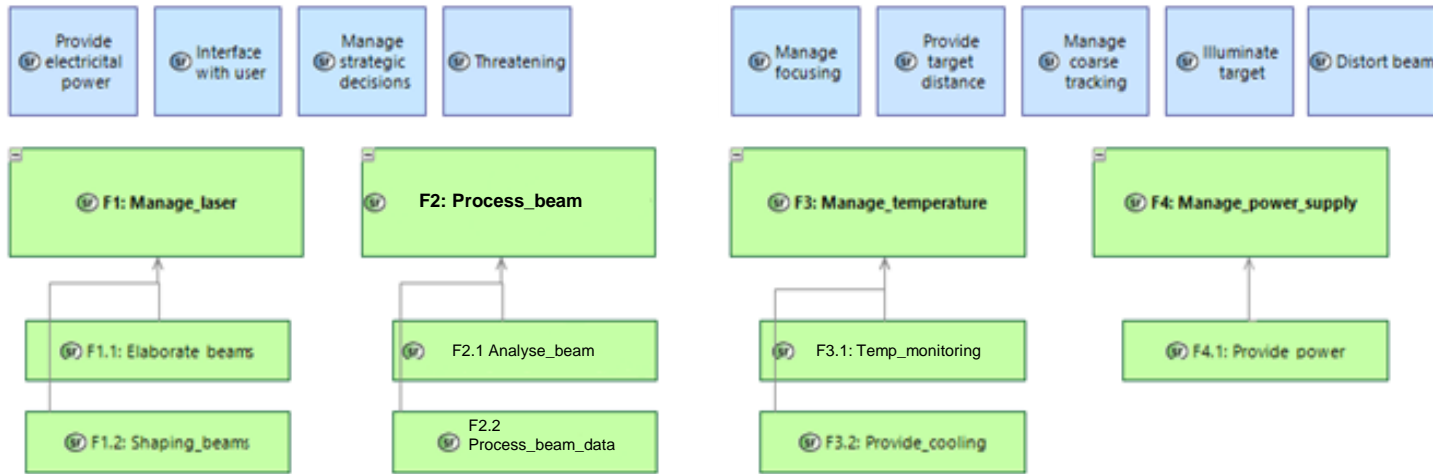 Provide
electricital
power
Interface
with user
Manage
strategic
decisions
Threatening
Manage
focusing
Provide
target
distance
Manage
coarse
tracking
Illuminate
target
Distort beam
F1: Manage_laser
F2: Process_beam
F3: Manage_temperature
F4: Manage_power_supply
F1.1: Elaborate beams
F2.1 Analyse_beam
F3.1: Temp_monitoring
F4.1: Provide power
F1.2: Shaping_beams
F2.2
Process_beam_data
F3.2: Provide_cooling